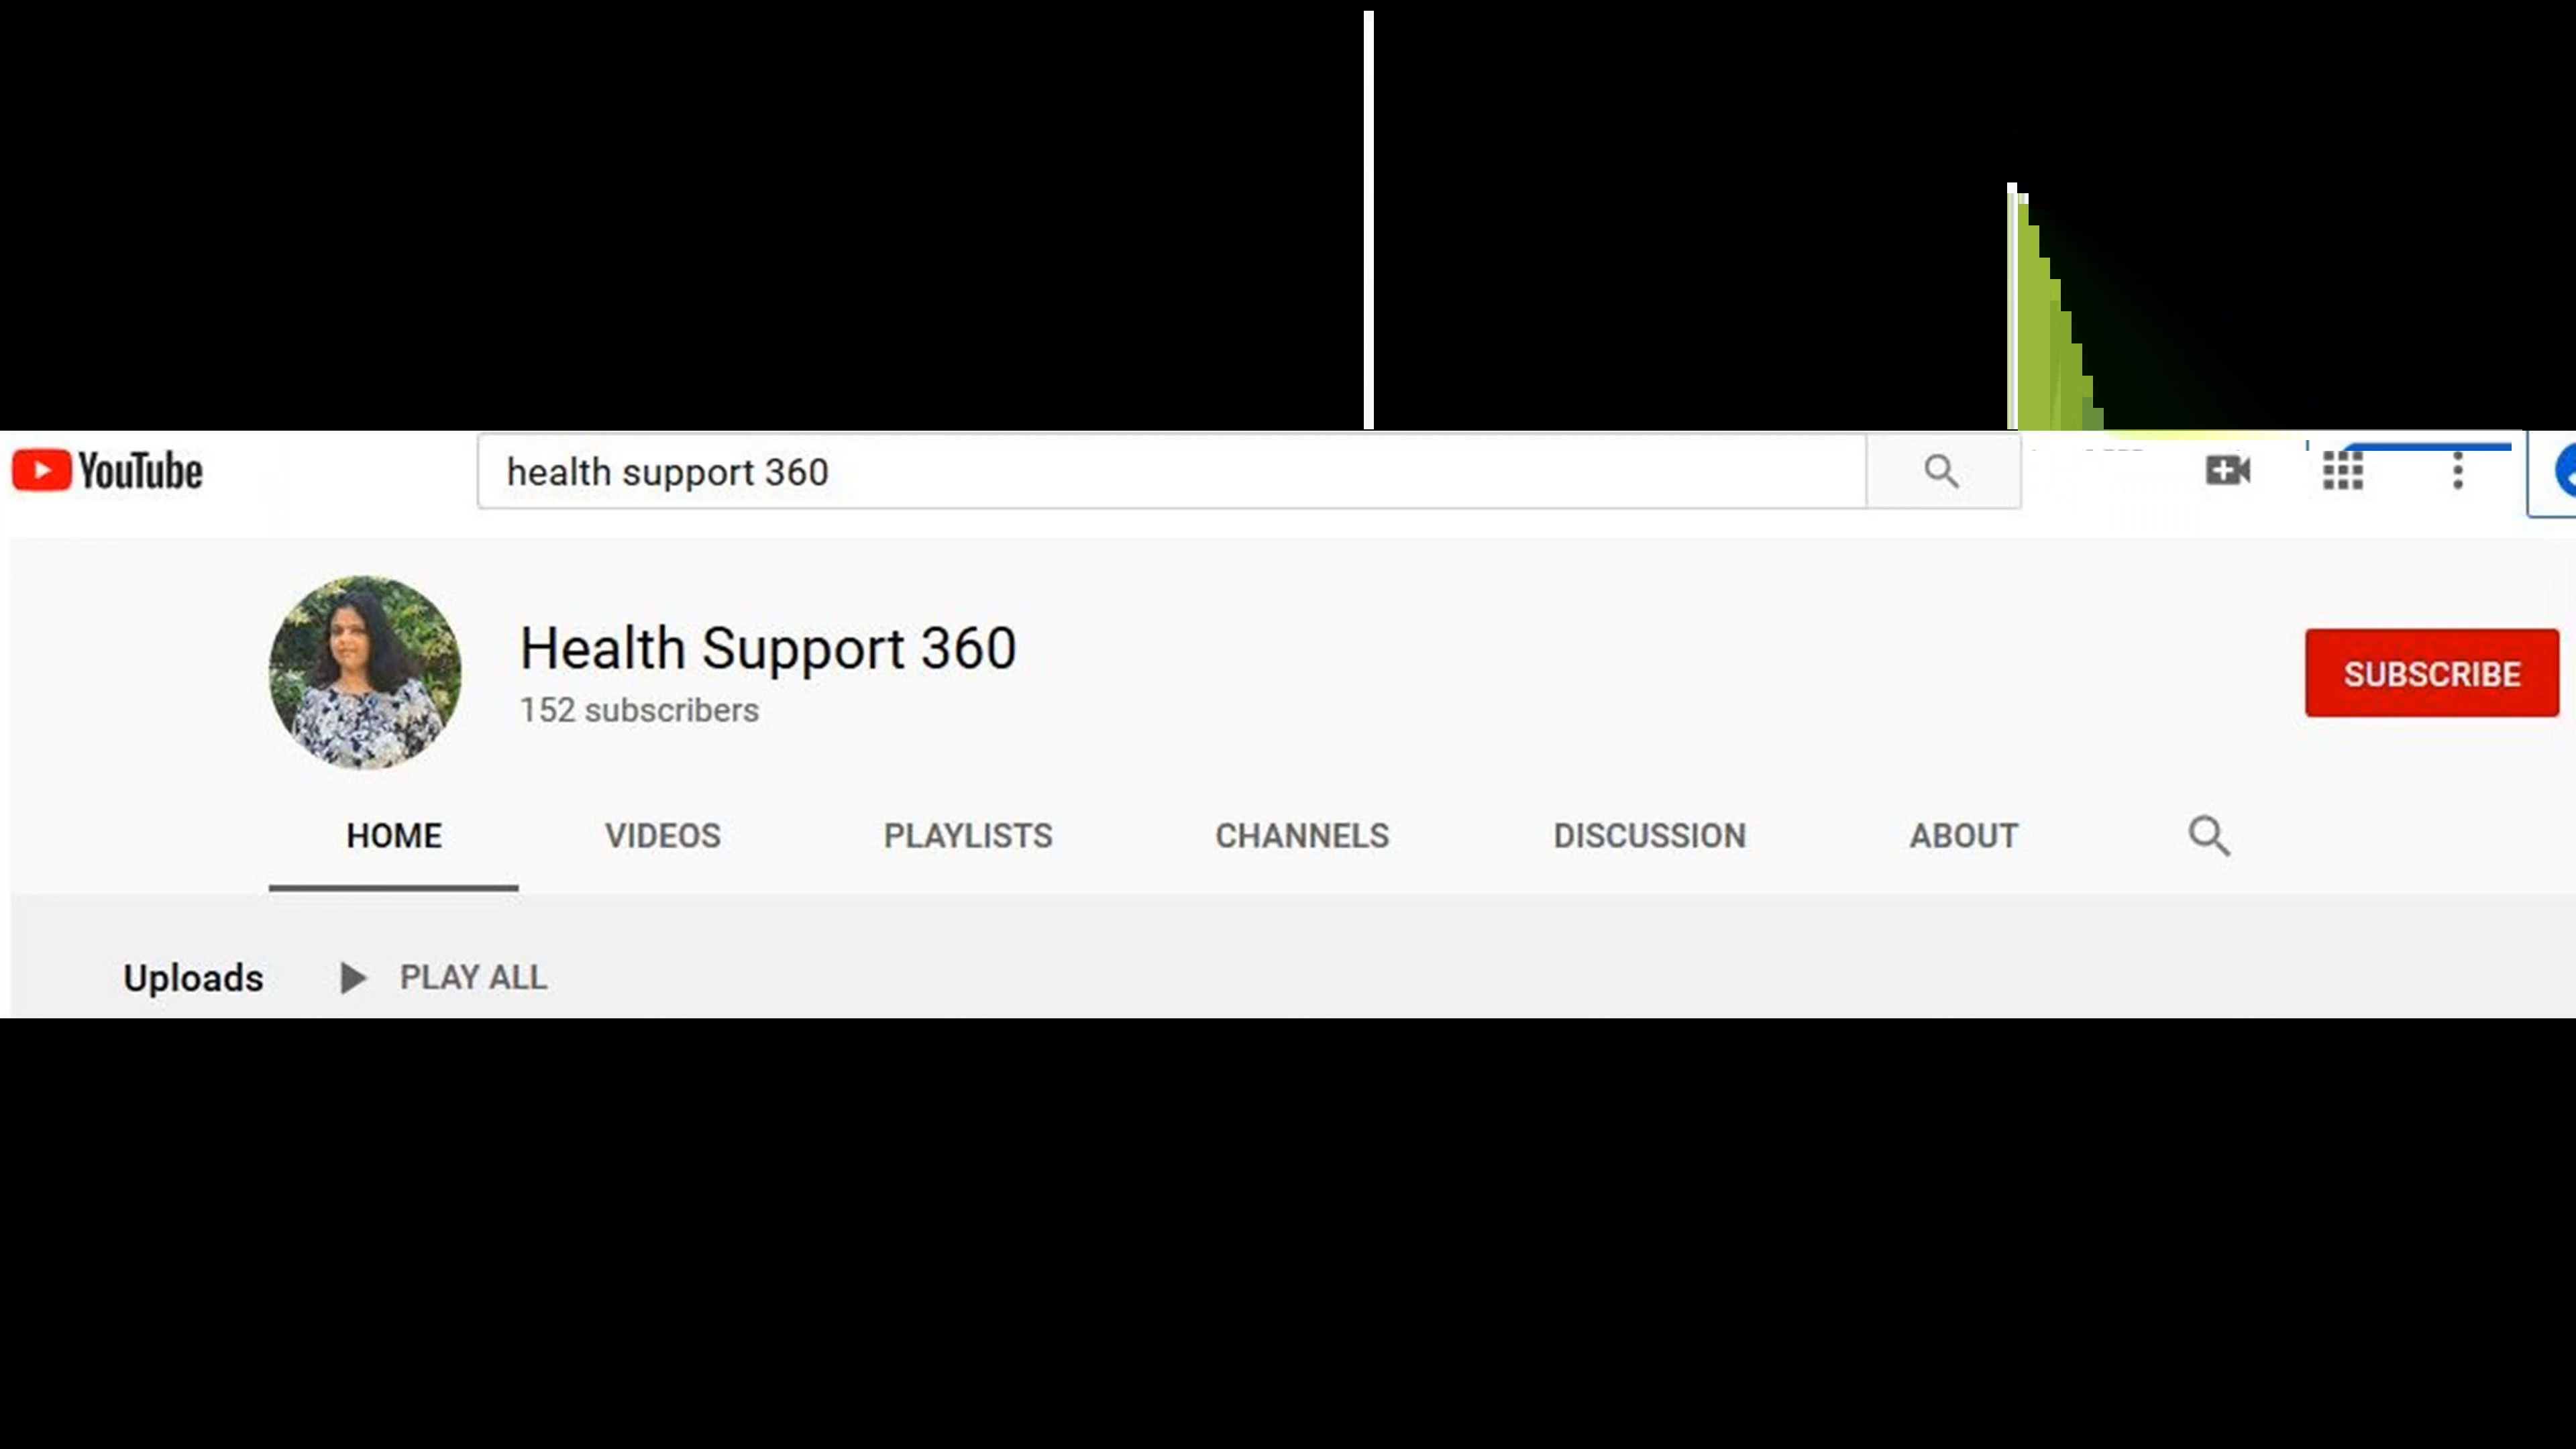 YouTube
health support 360
Health Support 360
152 subscribers
SUBSCRIBE
HOME VIDEOS PLAYLISTS CHANNELS DISCUSSION ABOUT
Uploads PLAY ALL